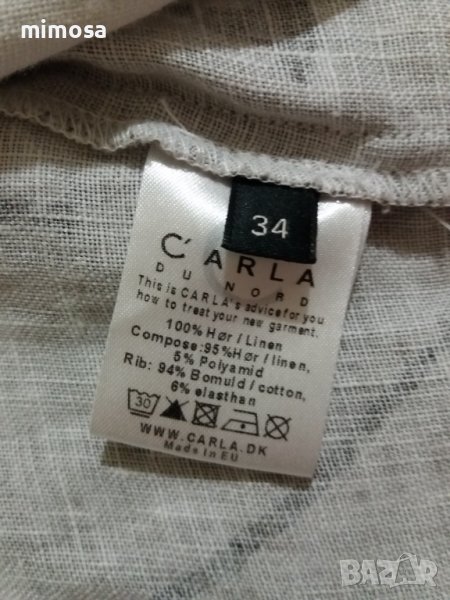 mimosa
34
C'ARLA
DU NORD
This is CARLA's advice for you
how to treat your new garment.
100% Hør / Linen
Compose: 95% Hør / linen,
5% Polyamid
Rib: 94% Bomuld / cotton,
6% elasthan
30
WWW.CARLA.DK
Made in EU
bazar